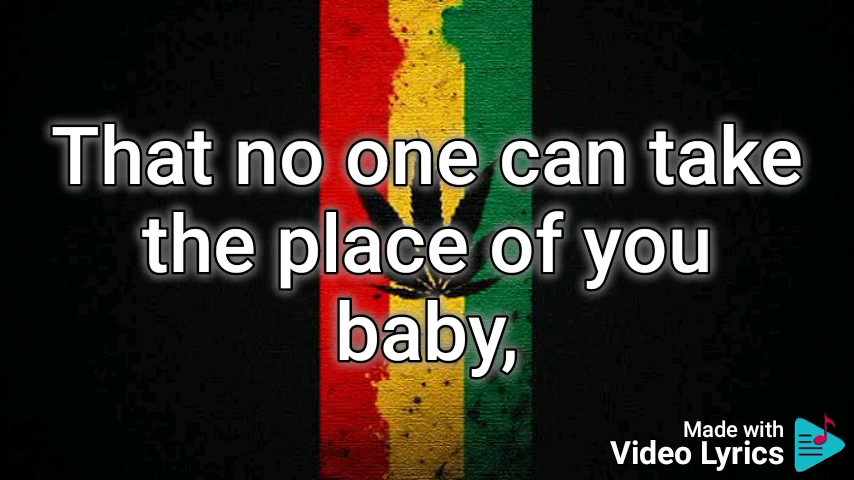 That no one can take
the place of you
baby,
Made with
Video Lyrics